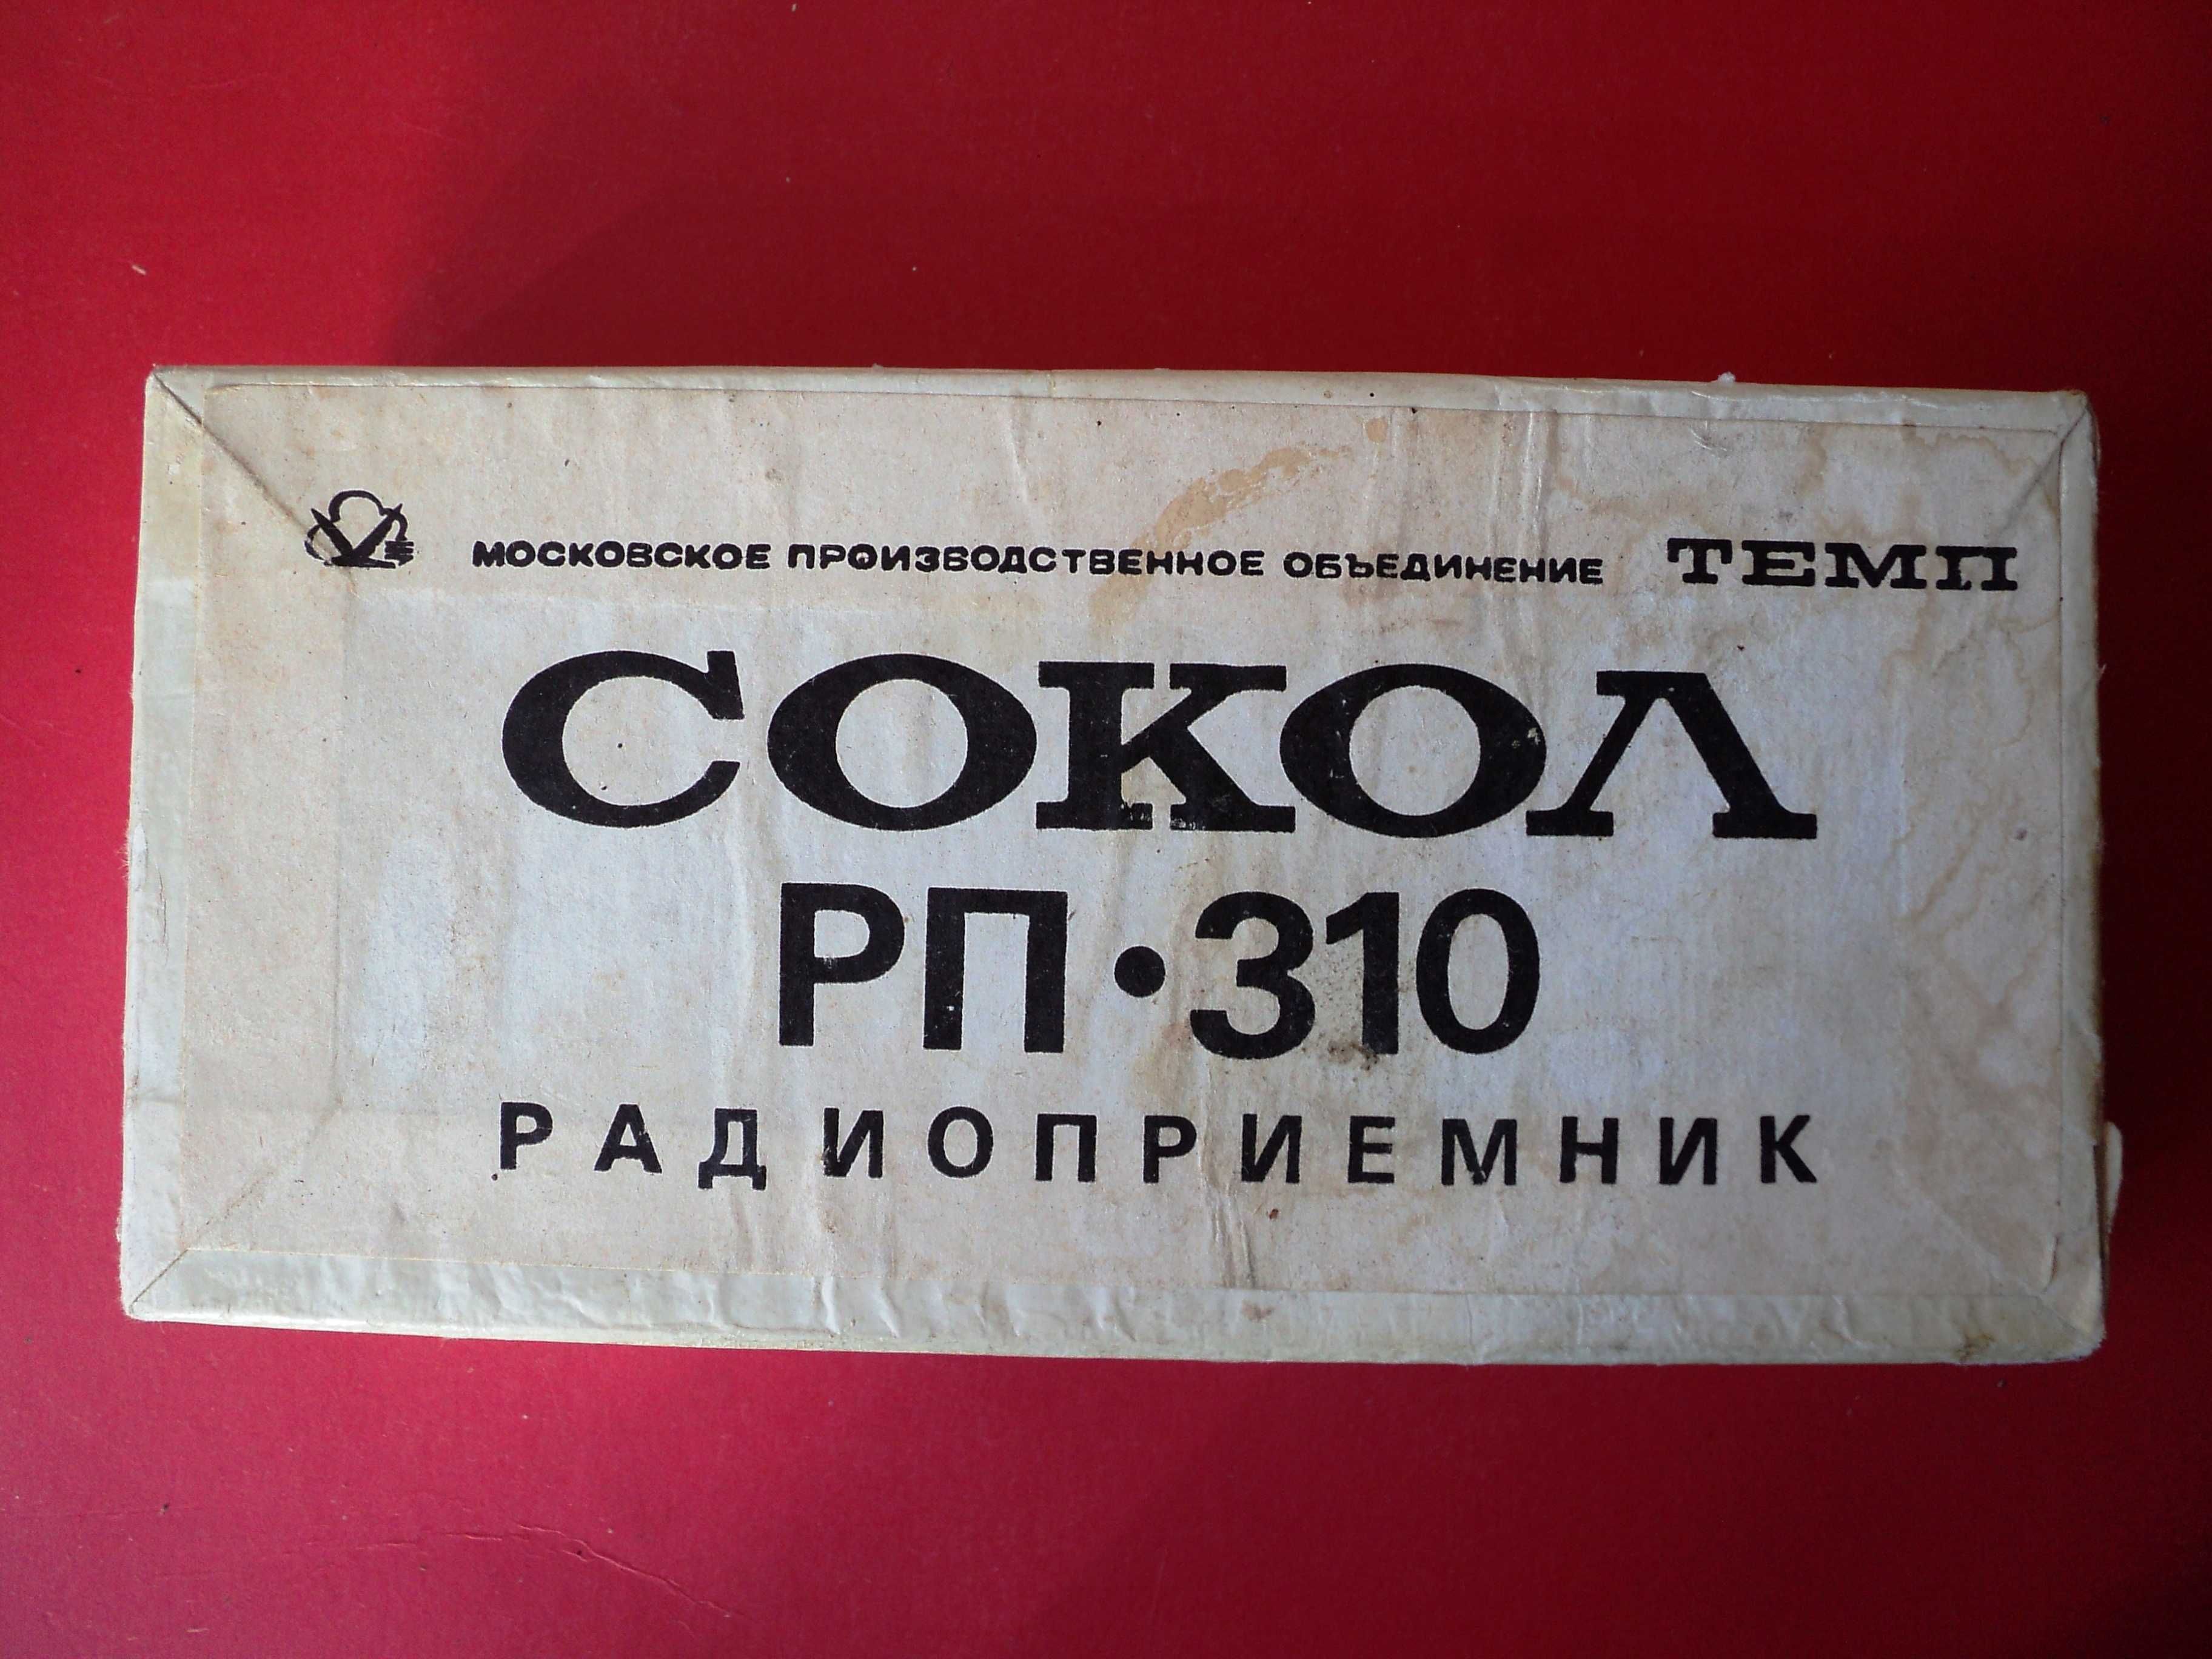 МОСКОВСКОЕ ПРОИЗВОДСТВЕННОЕ ОБЪЕДИНЕНИЕ ТЕМП
СОКОЛ
РП·310
РАДИОПРИЕМНИК